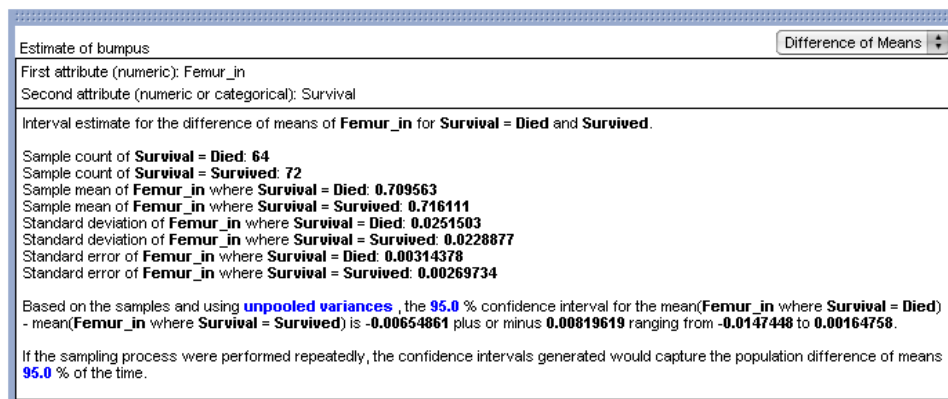 Estimate of bumpus
Difference of Means
First attribute (numeric): Femur_in
Second attribute (numeric or categorical): Survival
Interval estimate for the difference of means of Femur_in for Survival = Died and Survived.
Sample count of Survival = Died: 64
Sample count of Survival = Survived: 72
Sample mean of Femur_in where Survival = Died: 0.709563
Sample mean of Femur_in where Survival = Survived: 0.716111
Standard deviation of Femur_in where Survival = Died: 0.0251503
Standard deviation of Femur_in where Survival = Survived: 0.0228877
Standard error of Femur_in where Survival = Died: 0.00314378
Standard error of Femur_in where Survival = Survived: 0.00269734
Based on the samples and using unpooled variances , the 95.0 % confidence interval for the mean(Femur_in where Survival = Died)
- mean(Femur_in where Survival = Survived) is -0.00654861 plus or minus 0.00819619 ranging from -0.0147448 to 0.00164758.
If the sampling process were performed repeatedly, the confidence intervals generated would capture the population difference of means
95.0 % of the time.